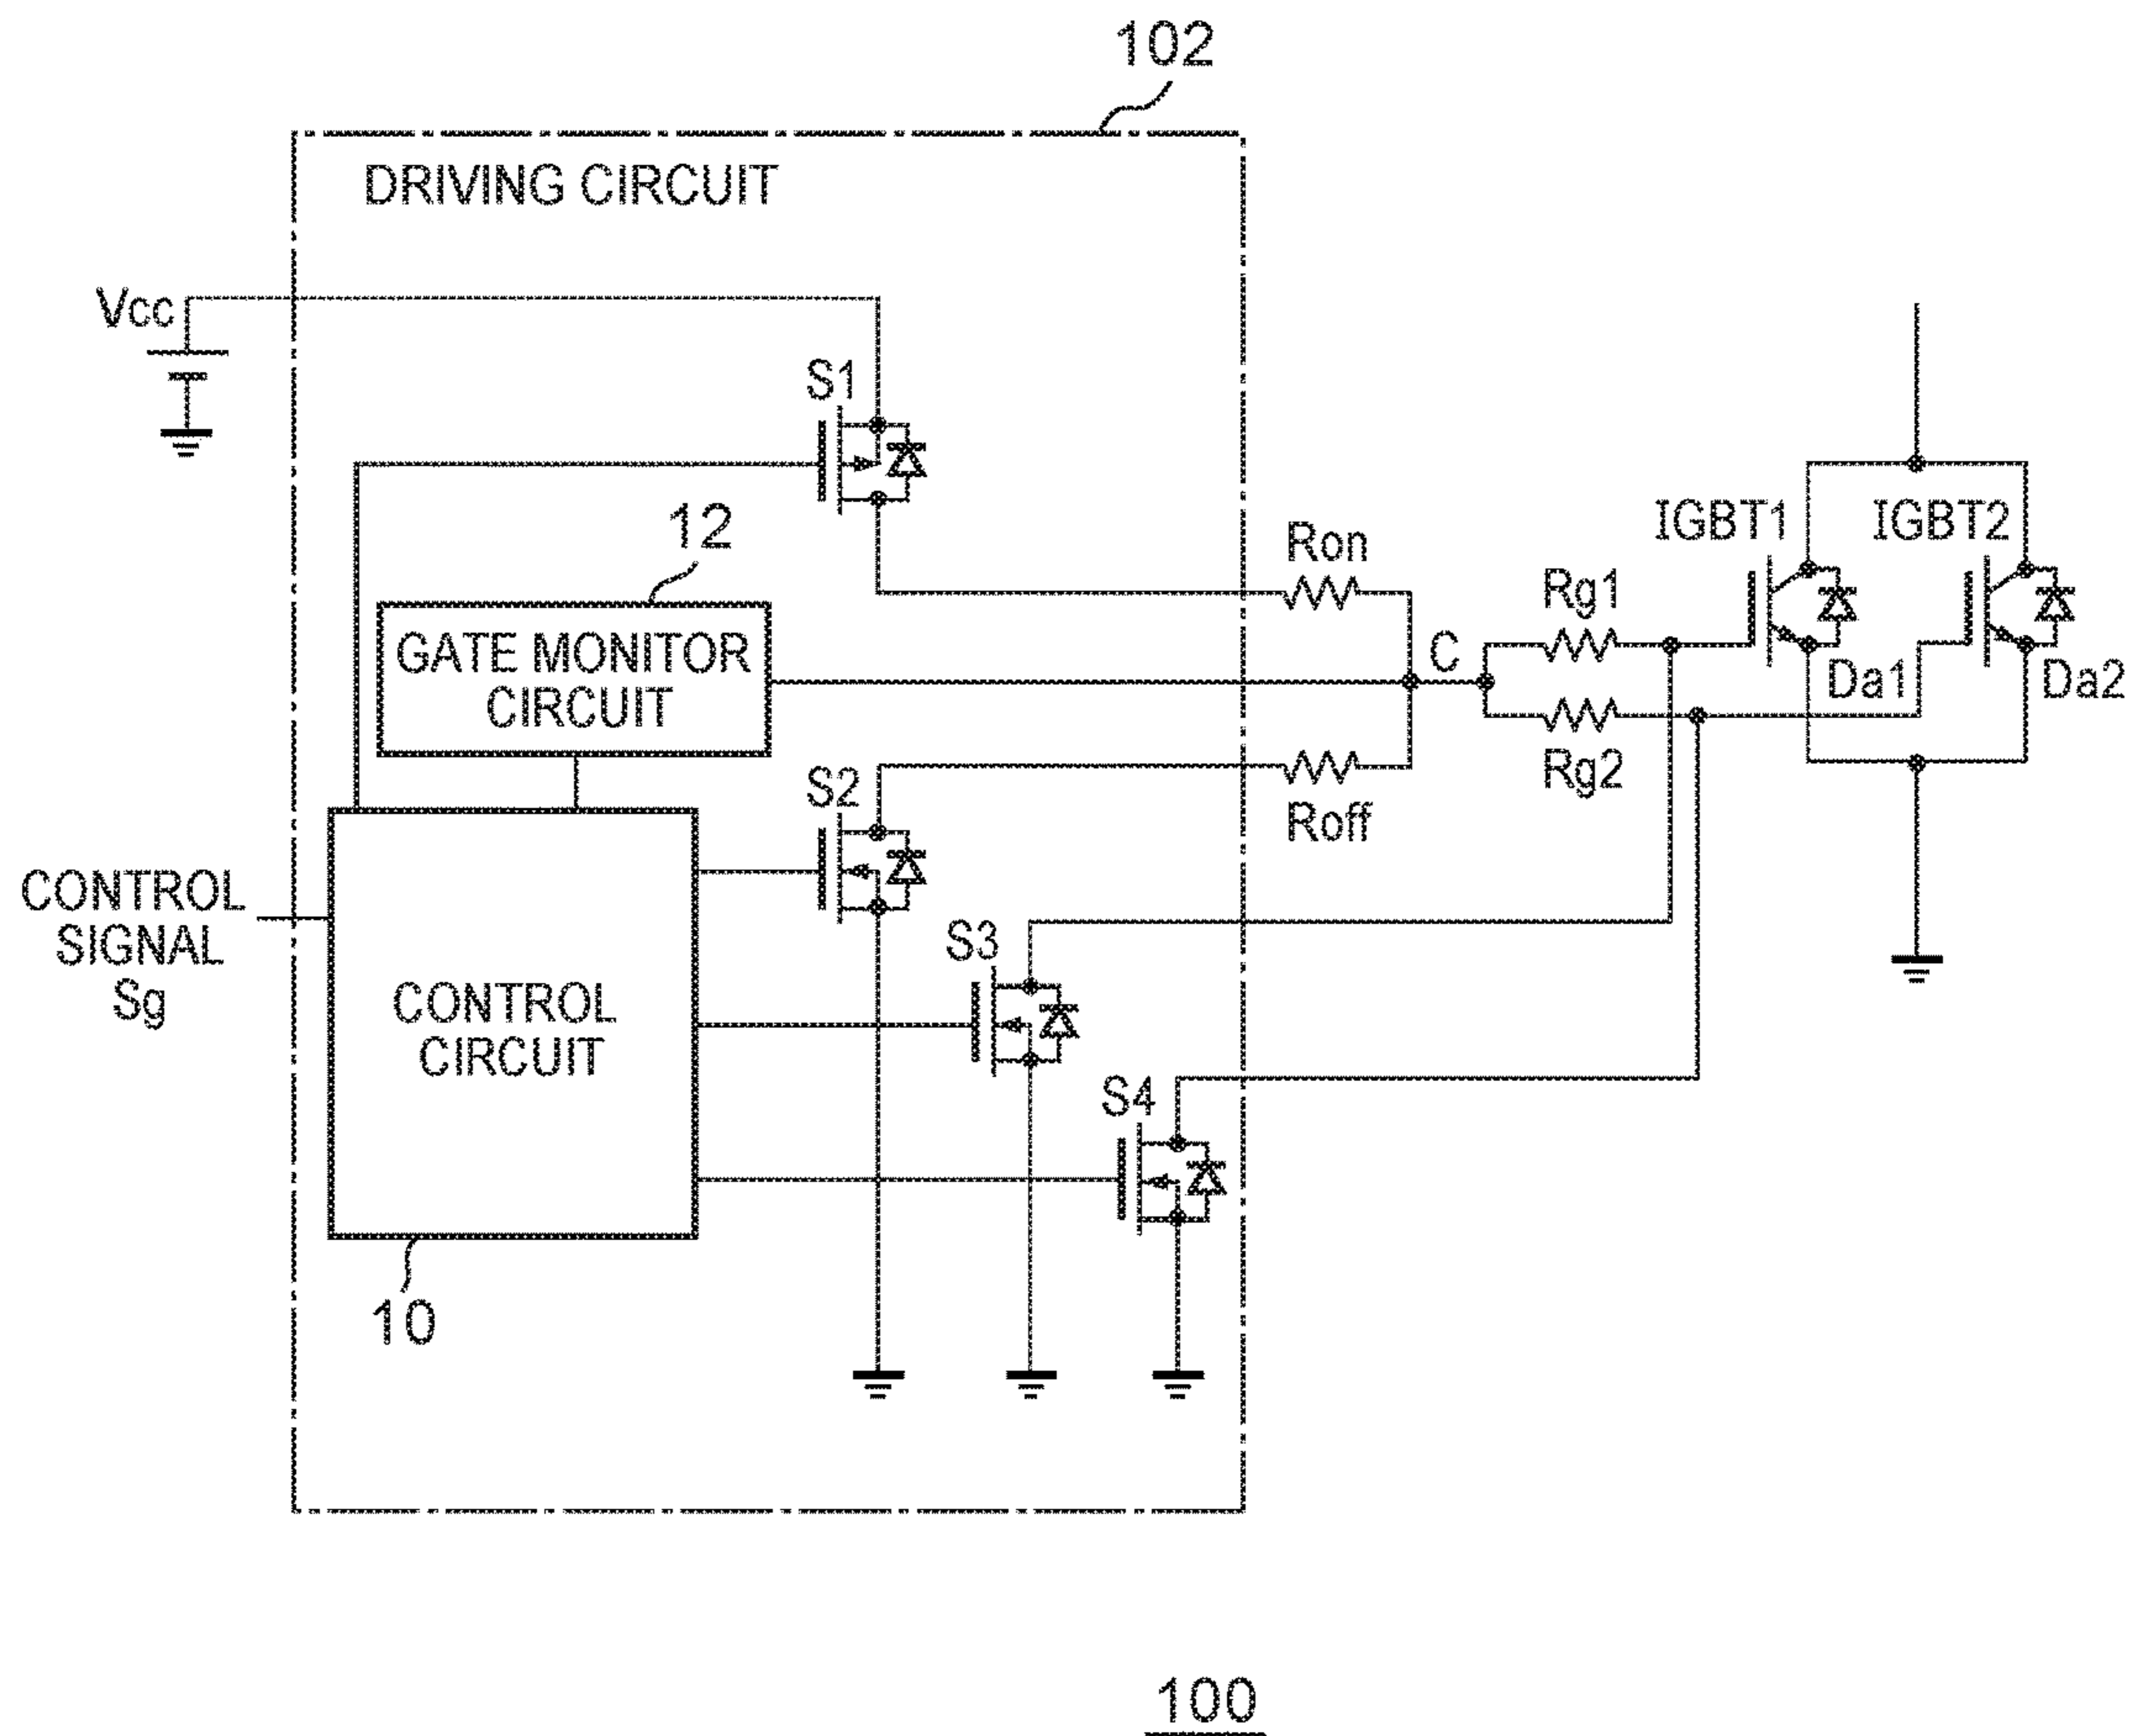 102
DRIVING CIRCUIT
Vcc
S1
12
Ron
IGBT1
IGBT2
Rg1
GATE MONITOR
CIRCUIT
C
Da1
Da2
Rg2
S2
Roff
CONTROL
SIGNAL
Sg
S3
CONTROL
CIRCUIT
S4
10
100